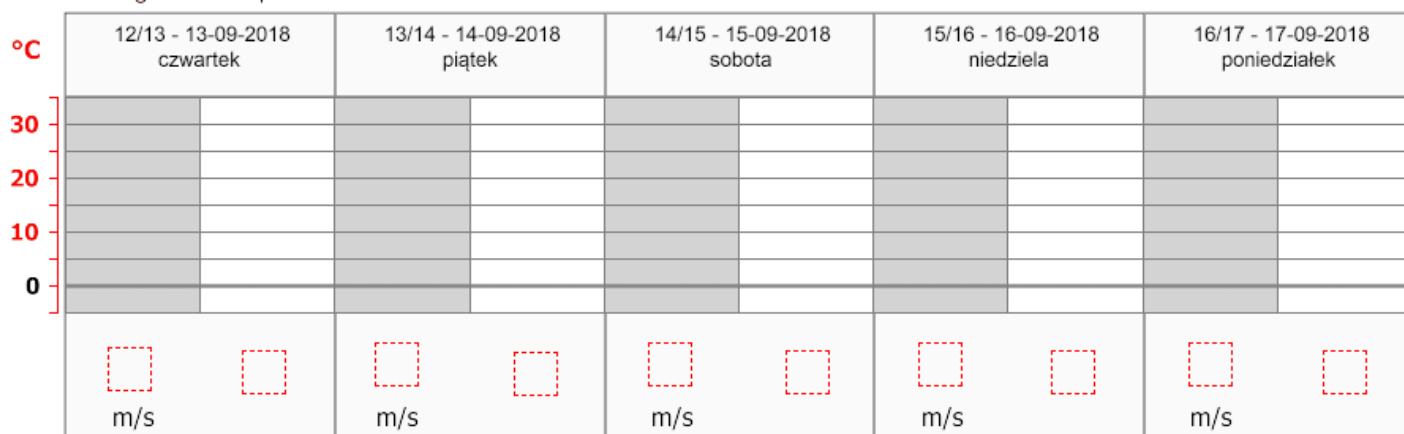 12/13 - 13-09-2018 13/14 - 14-09-2018 14/15 - 15-09-2018 15/16 - 16-09-2018 16/17 - 17-09-2018
°C czwartek piątek sobota niedziela poniedziałek
30
20
10
0
m/s m/s m/s m/s m/s